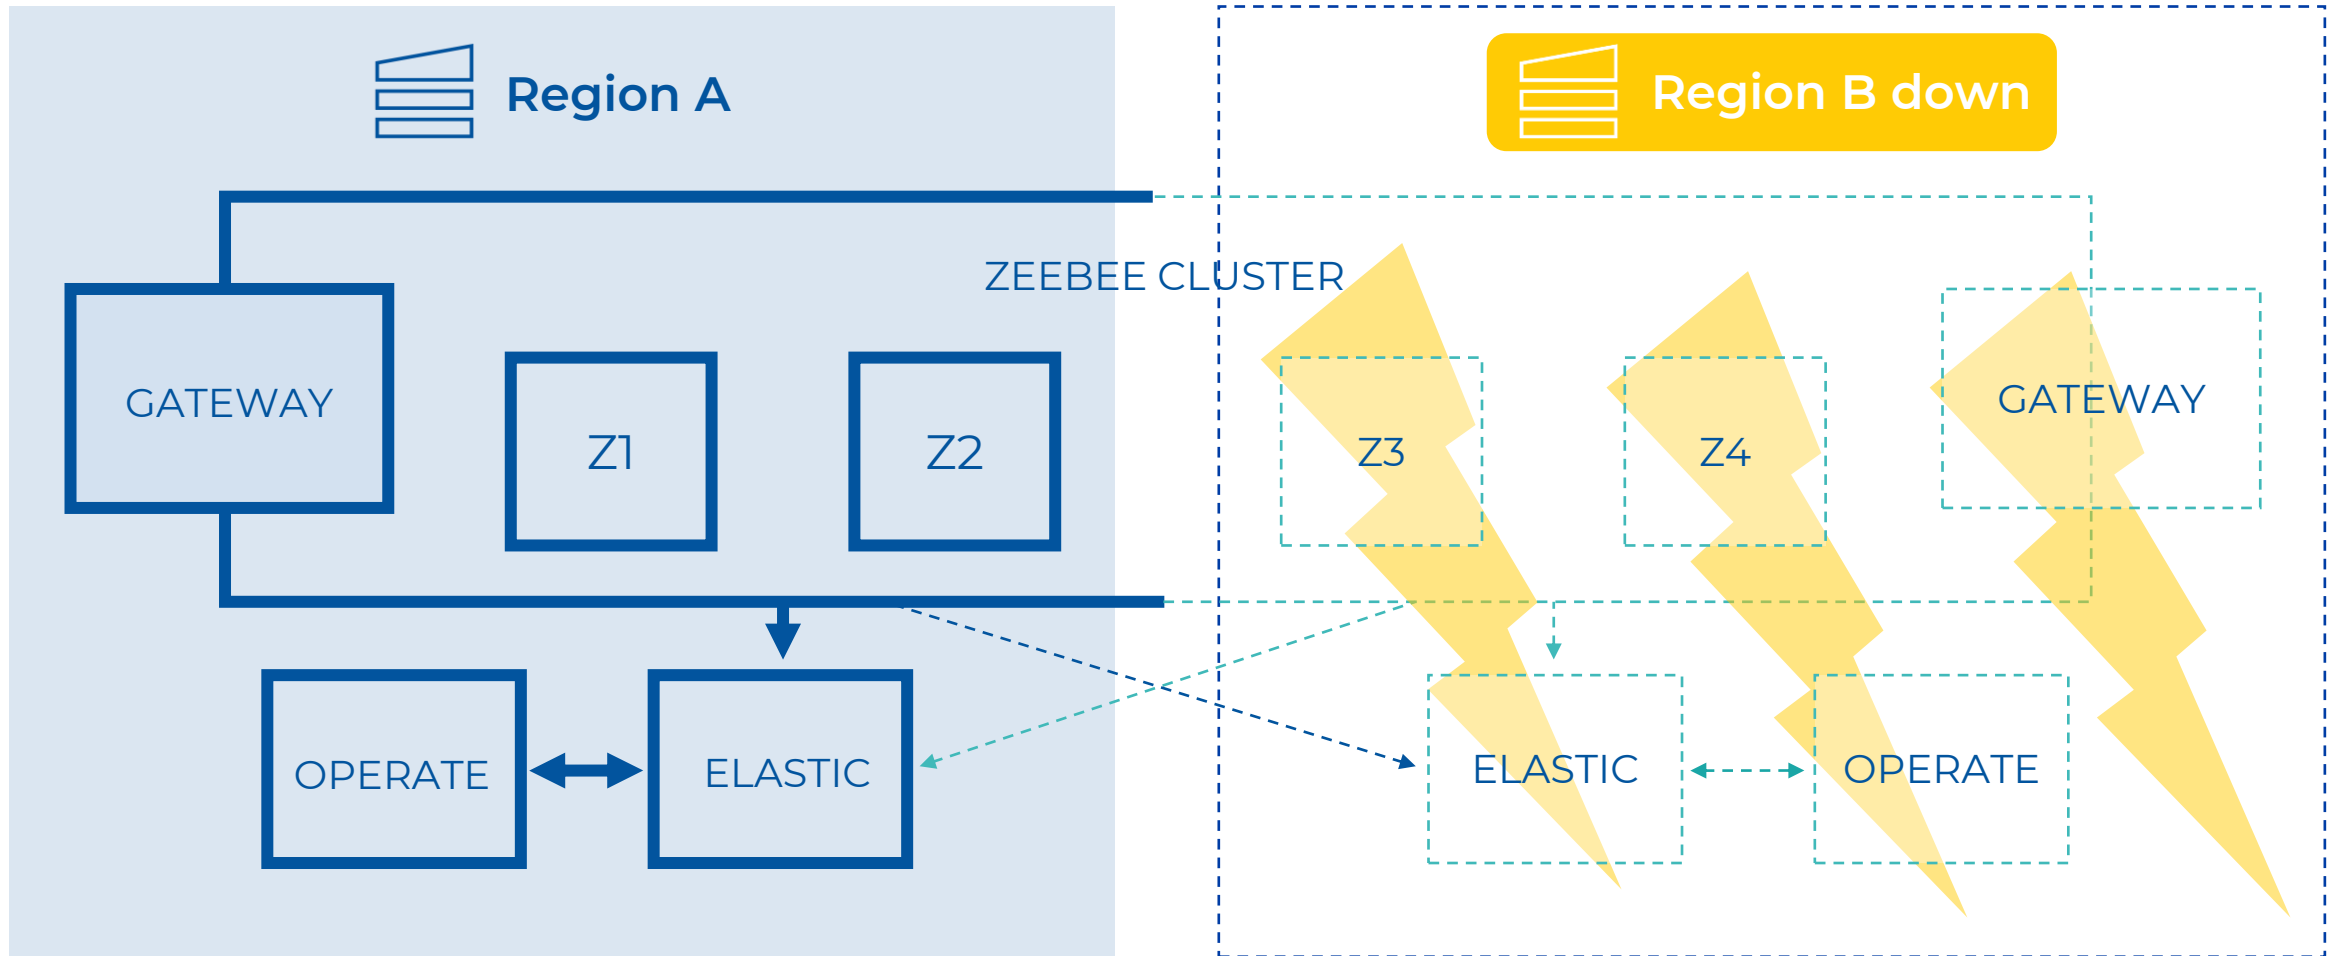 Region A
Region B down
ZEEBEE CLUSTER
GATEWAY
Z1
Z2
Z3
Z4
GATEWAY
OPERATE
ELASTIC
ELASTIC
OPERATE